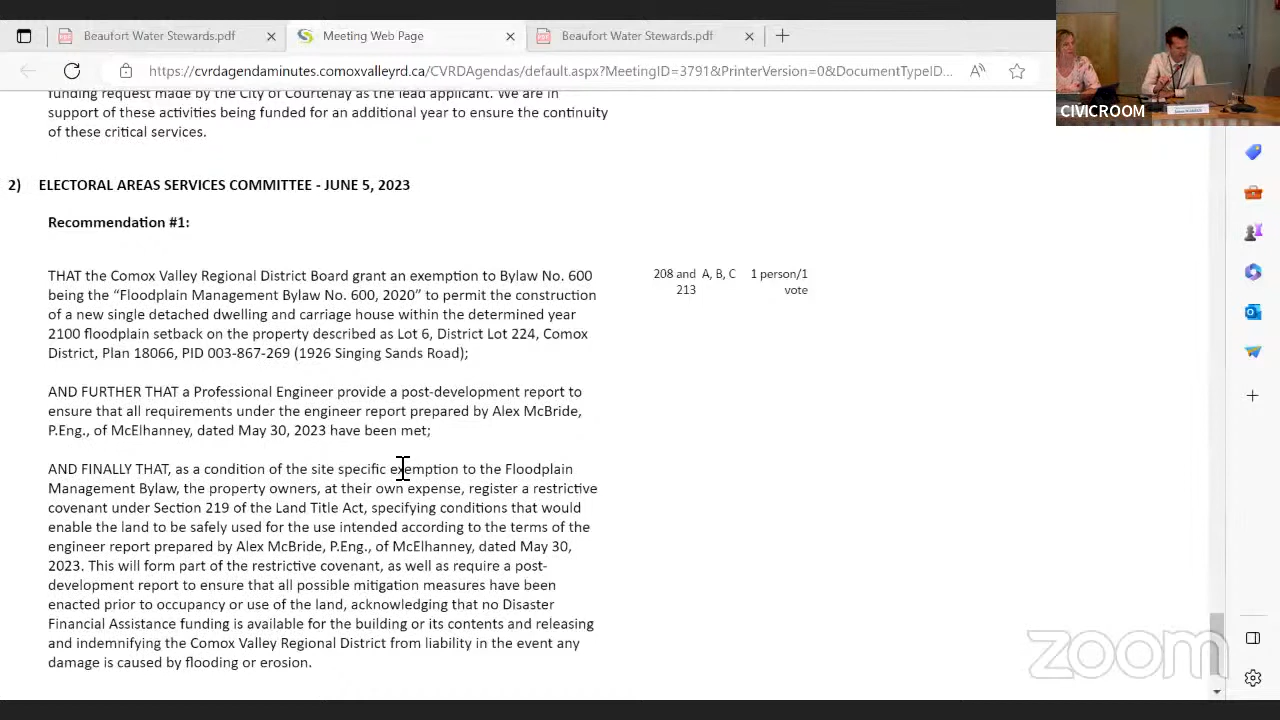 Beaufort Water Stewards.pdf
Meeting Web Page
Beaufort Water Stewards.pdf
https://cvrdagendaminutes.comoxvalleyrd.ca/CVRDAgendas/default.aspx?MeetingID=3791&PrinterVersion=0&DocumentTypeID...
CIVICROOM
funding request made by the City of Courtenay as the lead applicant. We are in
support of these activities being funded for an additional year to ensure the continuity
of these critical services.
2) ELECTORAL AREAS SERVICES COMMITTEE - JUNE 5, 2023
Recommendation #1:
THAT the Comox Valley Regional District Board grant an exemption to Bylaw No. 600
being the “Floodplain Management Bylaw No. 600, 2020” to permit the construction
of a new single detached dwelling and carriage house within the determined year
2100 floodplain setback on the property described as Lot 6, District Lot 224, Comox
District, Plan 18066, PID 003-867-269 (1926 Singing Sands Road);
208 and A, B, C 1 person/1
213 vote
AND FURTHER THAT a Professional Engineer provide a post-development report to
ensure that all requirements under the engineer report prepared by Alex McBride,
P.Eng., of McElhanney, dated May 30, 2023 have been met;
AND FINALLY THAT, as a condition of the site specific exemption to the Floodplain
Management Bylaw, the property owners, at their own expense, register a restrictive
covenant under Section 219 of the Land Title Act, specifying conditions that would
enable the land to be safely used for the use intended according to the terms of the
engineer report prepared by Alex McBride, P.Eng., of McElhanney, dated May 30,
2023. This will form part of the restrictive covenant, as well as require a post-
development report to ensure that all possible mitigation measures have been
enacted prior to occupancy or use of the land, acknowledging that no Disaster
Financial Assistance funding is available for the building or its contents and releasing
and indemnifying the Comox Valley Regional District from liability in the event any
damage is caused by flooding or erosion.
zoom